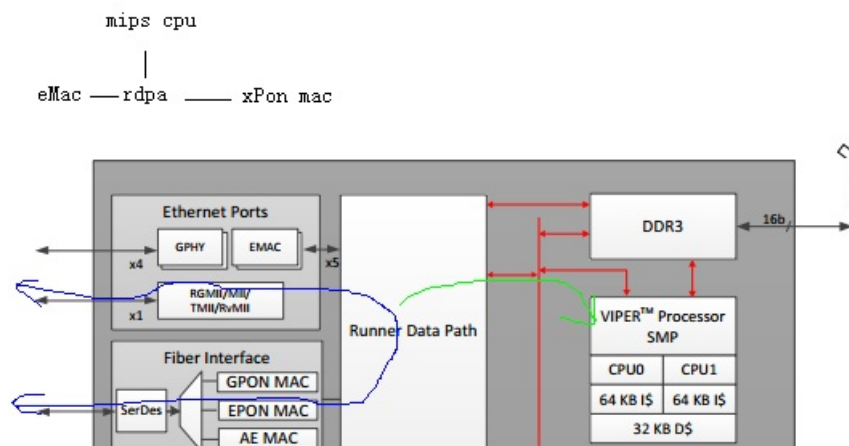 mips cpu
eMac rdpa xPon mac
Ethernet Ports
GPHY
EMAC
x4
x5
RGMII/MII/
TMII/RvMII
x1
Fiber Interface
SerDes
GPON MAC
EPON MAC
AE MAC
Runner Data Path
DDR3
16b
VIPER™ Processor
SMP
CPU0 CPU1
64 KB I$ 64 KB I$
32 KB D$